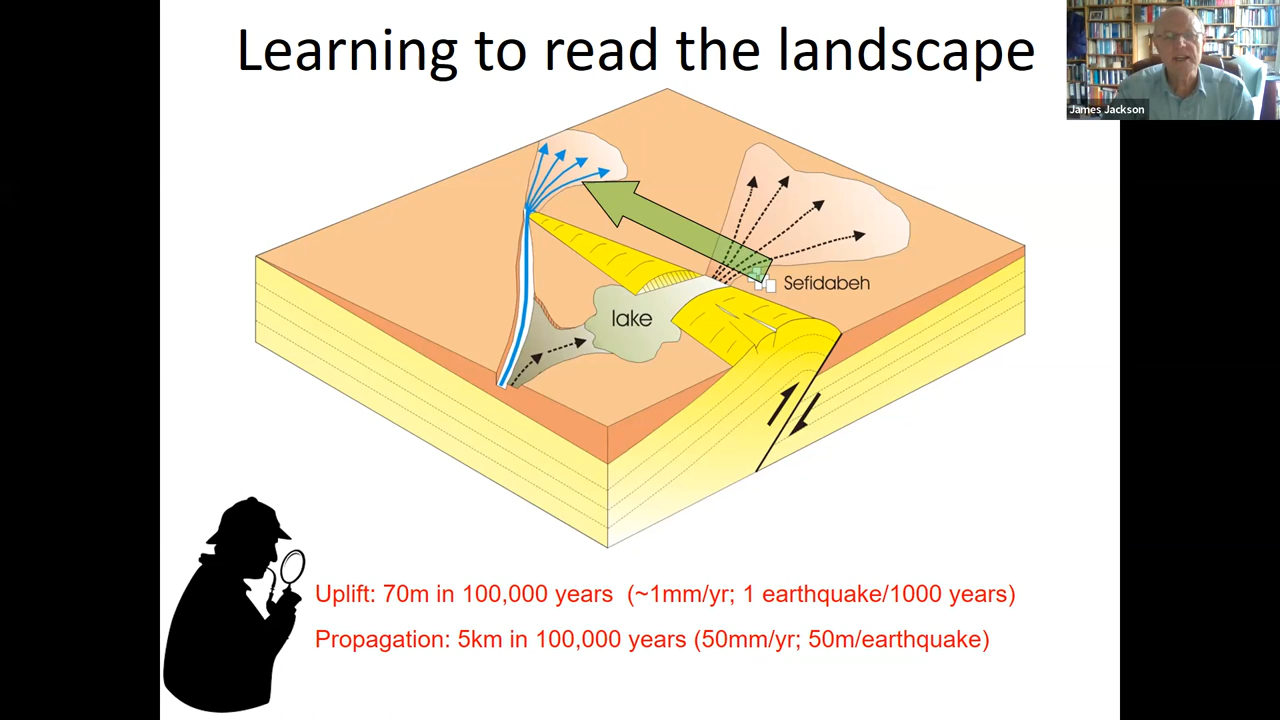 Learning to read the landscape
James Jackson
Sefidabeh
lake
Uplift: 70m in 100,000 years (~1mm/yr; 1 earthquake/1000 years)
Propagation: 5km in 100,000 years (50mm/yr; 50m/earthquake)